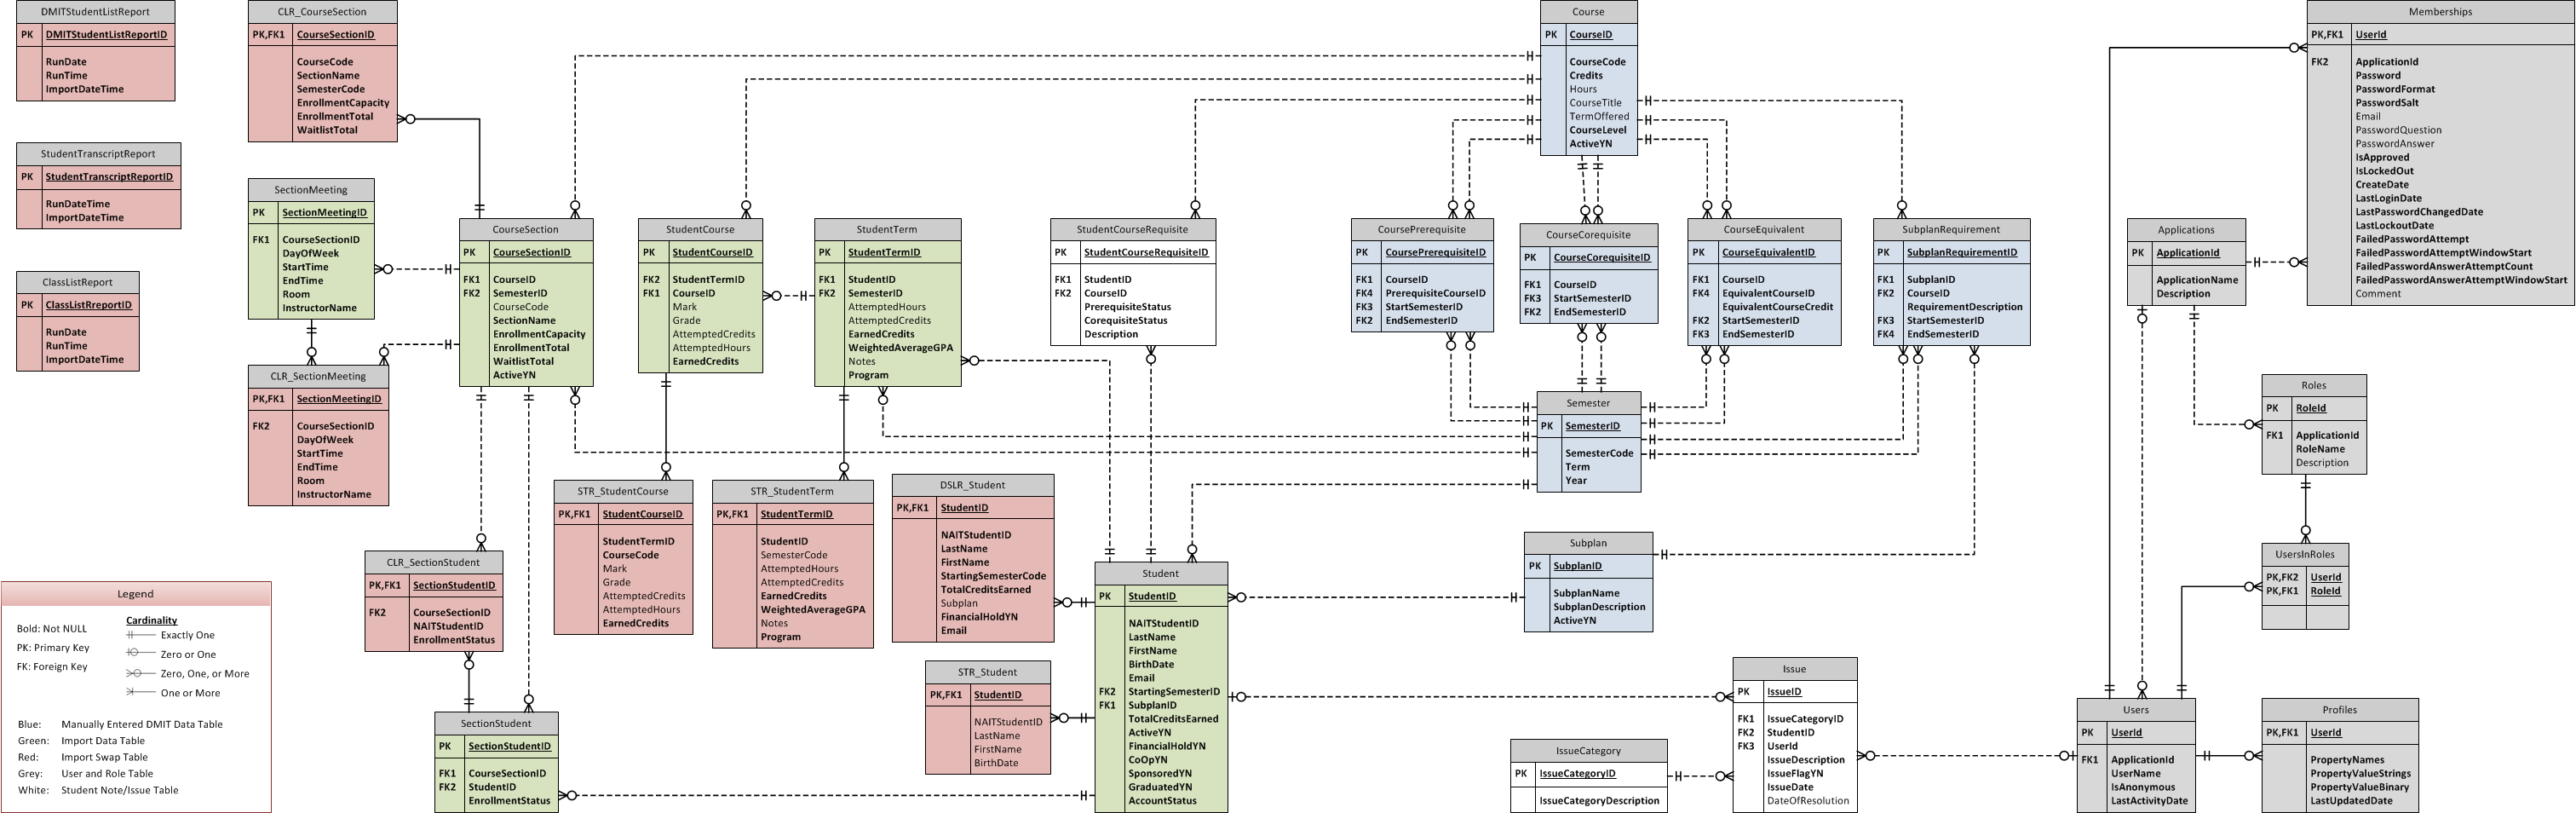 DMITStudentListReport
PK DMITStudentListReportID
RunDate
RunTime
ImportDateTime
StudentTranscriptReport
PK StudentTranscriptReportID
RunDateTime
ImportDateTime
ClassListReport
PK ClassListRreportID
RunDate
RunTime
ImportDateTime
CLR_CourseSection
PK,FK1 CourseSectionID
CourseCode
SectionName
SemesterCode
EnrollmentCapacity
EnrollmentTotal
WaitlistTotal
SectionMeeting
PK SectionMeetingID
FK1 CourseSectionID
DayOfWeek
StartTime
EndTime
Room
InstructorName
CLR_SectionMeeting
PK,FK1 SectionMeetingID
FK2 CourseSectionID
DayOfWeek
StartTime
EndTime
Room
InstructorName
CourseSection
PK CourseSectionID
FK1 CourseID
FK2 SemesterID
CourseCode
SectionName
EnrollmentCapacity
EnrollmentTotal
WaitlistTotal
ActiveYN
StudentCourse
PK StudentCourseID
FK2 StudentTermID
FK1 CourseID
Mark
Grade
AttemptedCredits
AttemptedHours
EarnedCredits
StudentTerm
PK StudentTermID
FK1 StudentID
FK2 SemesterID
AttemptedHours
AttemptedCredits
EarnedCredits
WeightedAverageGPA
Notes
Program
StudentCourseRequisite
PK StudentCourseRequisiteID
FK1 StudentID
FK2 CourseID
PrerequisiteStatus
CorequisiteStatus
Description
Course
PK CourseID
CourseCode
Credits
Hours
CourseTitle
TermOffered
CourseLevel
ActiveYN
CoursePrerequisite
PK CoursePrerequisiteID
FK1 CourseID
FK4 PrerequisiteCourseID
FK3 StartSemesterID
FK2 EndSemesterID
CourseCorequisite
PK CourseCorequisiteID
FK1 CourseID
FK3 StartSemesterID
FK2 EndSemesterID
CourseEquivalent
PK CourseEquivalentID
FK1 CourseID
FK4 EquivalentCourseID
EquivalentCourseCredit
FK2 StartSemesterID
FK3 EndSemesterID
SubplanRequirement
PK SubplanRequirementID
FK1 SubplanID
FK2 CourseID
RequirementDescription
FK3 StartSemesterID
FK4 EndSemesterID
Semester
PK SemesterID
SemesterCode
Term
Year
Subplan
PK SubplanID
SubplanName
SubplanDescription
ActiveYN
CLR_SectionStudent
PK,FK1 SectionStudentID
FK2 CourseSectionID
NAITStudentID
EnrollmentStatus
STR_StudentCourse
PK,FK1 StudentCourseID
StudentTermID
CourseCode
Mark
Grade
AttemptedCredits
AttemptedHours
EarnedCredits
STR_StudentTerm
PK,FK1 StudentTermID
StudentID
SemesterCode
AttemptedHours
AttemptedCredits
EarnedCredits
WeightedAverageGPA
Notes
Program
DSLR_Student
PK,FK1 StudentID
NAITStudentID
LastName
FirstName
StartingSemesterCode
TotalCreditsEarned
Subplan
FinancialHoldYN
Email
STR_Student
PK,FK1 StudentID
NAITStudentID
LastName
FirstName
BirthDate
SectionStudent
PK SectionStudentID
FK1 CourseSectionID
FK2 StudentID
EnrollmentStatus
Student
PK StudentID
NAITStudentID
LastName
FirstName
BirthDate
Email
FK2 StartingSemesterID
FK1 SubplanID
TotalCreditsEarned
ActiveYN
FinancialHoldYN
CoOpYN
SponsoredYN
GraduatedYN
AccountStatus
IssueCategory
PK IssueCategoryID
IssueCategoryDescription
Issue
PK IssueID
FK1 IssueCategoryID
FK2 StudentID
FK3 UserId
IssueDescription
IssueFlagYN
IssueDate
DateOfResolution
Memberships
PK,FK1 UserId
FK2 ApplicationId
Password
PasswordFormat
PasswordSalt
Email
PasswordQuestion
PasswordAnswer
IsApproved
IsLockedOut
CreateDate
LastLoginDate
LastPasswordChangedDate
LastLockoutDate
FailedPasswordAttempt
FailedPasswordAttemptWindowStart
FailedPasswordAnswerAttemptCount
FailedPasswordAnswerAttemptWindowStart
Comment
Applications
PK ApplicationId
ApplicationName
Description
Roles
PK RoleId
FK1 ApplicationId
RoleName
Description
UsersInRoles
PK,FK2 UserId
PK,FK1 RoleId
Users
PK UserId
FK1 ApplicationId
UserName
IsAnonymous
LastActivityDate
Profiles
PK,FK1 UserId
PropertyNames
PropertyValueStrings
PropertyValueBinary
LastUpdatedDate
Legend
Bold: Not NULL
PK: Primary Key
FK: Foreign Key
Cardinality
Exactly One
Zero or One
Zero, One, or More
One or More
Blue: Manually Entered DMIT Data Table
Green: Import Data Table
Red: Import Swap Table
Grey: User and Role Table
White: Student Note/Issue Table